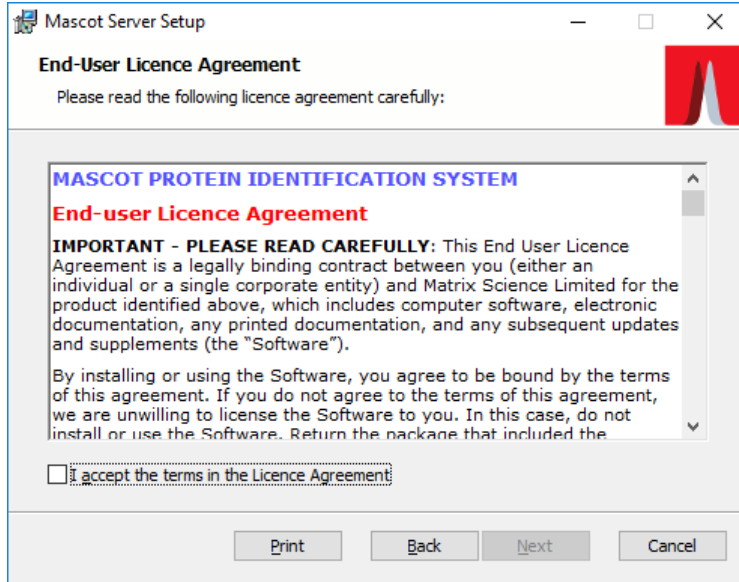 Mascot Server Setup
End-User Licence Agreement
Please read the following licence agreement carefully:
MASCOT PROTEIN IDENTIFICATION SYSTEM
End-user Licence Agreement
IMPORTANT - PLEASE READ CAREFULLY: This End User Licence
Agreement is a legally binding contract between you (either an
individual or a single corporate entity) and Matrix Science Limited for the
product identified above, which includes computer software, electronic
documentation, any printed documentation, and any subsequent updates
and supplements (the “Software”).
By installing or using the Software, you agree to be bound by the terms
of this agreement. If you do not agree to the terms of this agreement,
we are unwilling to license the Software to you. In this case, do not
install or use the Software. Return the package that included the
I accept the terms in the Licence Agreement
Print Back Next Cancel